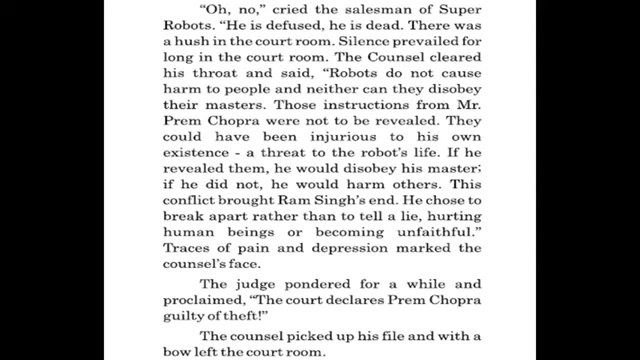 “Oh, no,” cried the salesman of Super
Robots. “He is defused, he is dead. There was
a hush in the court room. Silence prevailed for
long in the court room. The Counsel cleared
his throat and said, “Robots do not cause
harm to people and neither can they disobey
their masters. Those instructions from Mr.
Prem Chopra were not to be revealed. They
could have been injurious to his own
existence - a threat to the robot’s life. If he
revealed them, he would disobey his master;
if he did not, he would harm others. This
conflict brought Ram Singh’s end. He chose to
break apart rather than to tell a lie, hurting
human beings or becoming unfaithful.”
Traces of pain and depression marked the
counsel’s face.
The judge pondered for a while and
proclaimed, “The court declares Prem Chopra
guilty of theft!”
The counsel picked up his file and with a
bow left the court room.